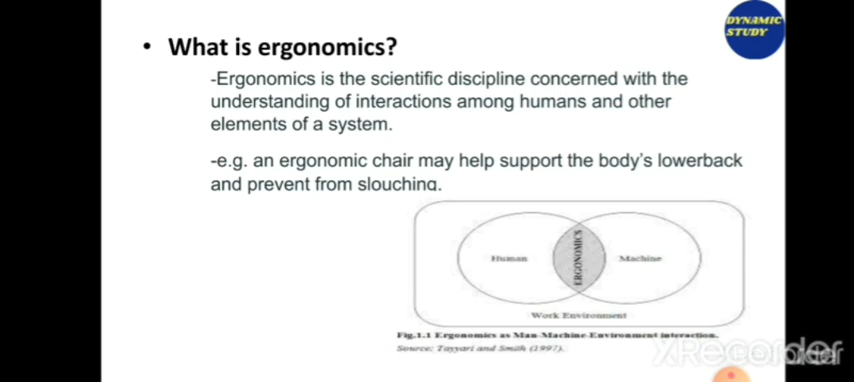 DYNAMIC
STUDY
• What is ergonomics?
-Ergonomics is the scientific discipline concerned with the
understanding of interactions among humans and other
elements of a system.
-e.g. an ergonomic chair may help support the body's lowerback
and prevent from slouching.
Human
ERGONOMICS
Machine
Work Environment
Fig.1.1 Ergonomics as Man-Machine-Environment interaction.
Source: Tayyari and Smith (1997).
XRecorder